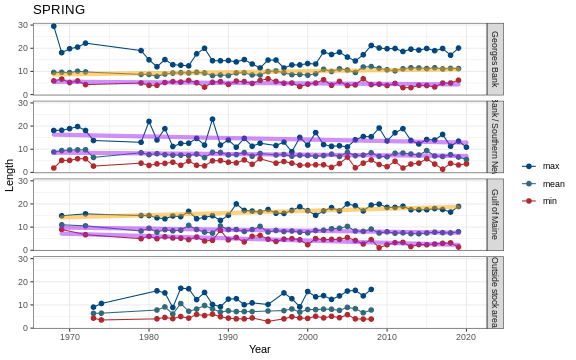 SPRING
Length
30
20
10
0
Georges Bank
30
20
10
0
Bank / Southern Ne
30
20
10
0
Gulf of Maine
30
20
10
0
Outside stock area
1970
1980
1990
2000
2010
2020
Year
max
mean
min